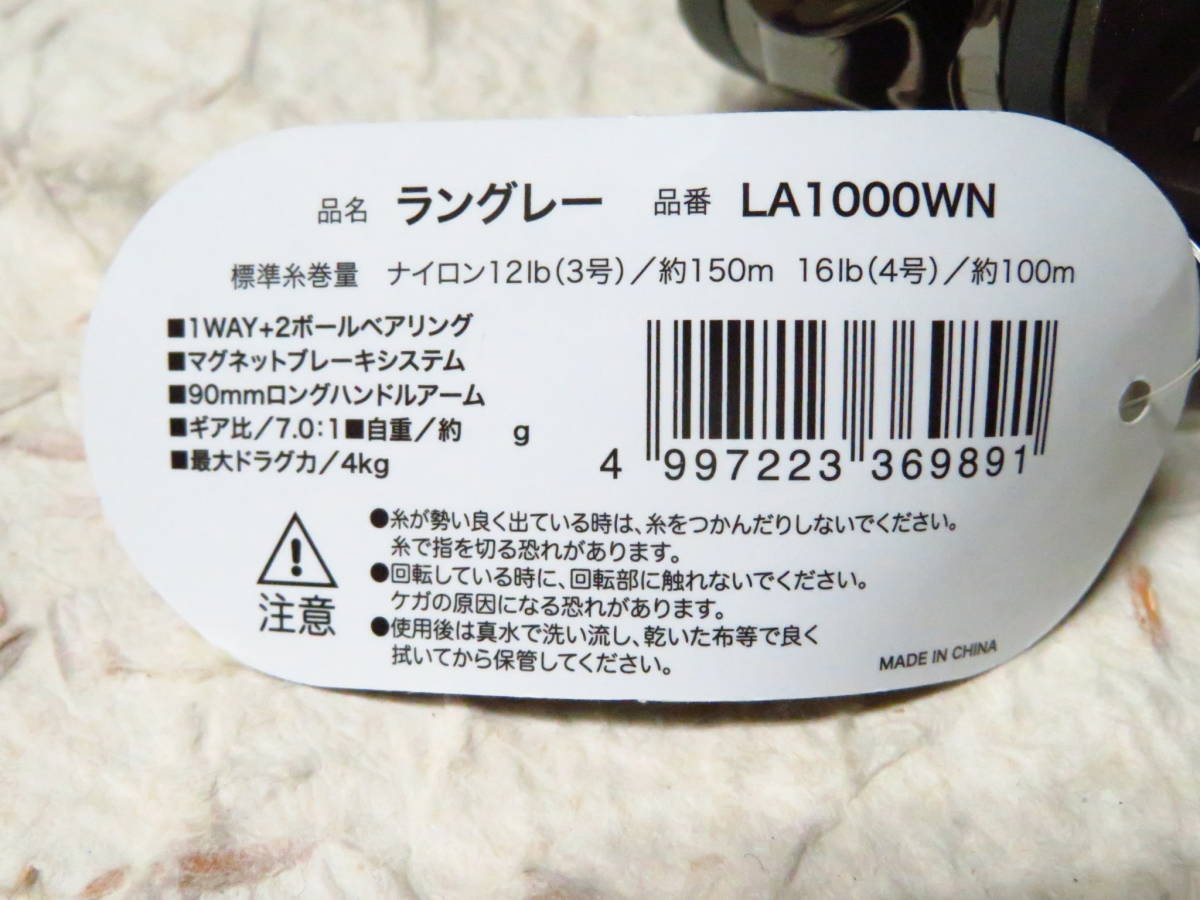 品名 ラングレー 品番 LA1000WN
標準糸巻量 ナイロン12lb(3号)/約150m 16lb(4号)/約100m
■1WAY+2ボールベアリング
■マグネットブレーキシステム
■90mmロングハンドルアーム
■ギア比/7.0:1■自重/約 g
■最大ドラグ力/4kg
4 997223 369891
注意
●糸が勢い良く出ている時は、糸をつかんだりしないでください。
糸で指を切る恐れがあります。
●回転している時に、回転部に触れないでください。
ケガの原因になる恐れがあります。
●使用後は真水で洗い流し、乾いた布等で良く
拭いてから保管してください。
MADE IN CHINA